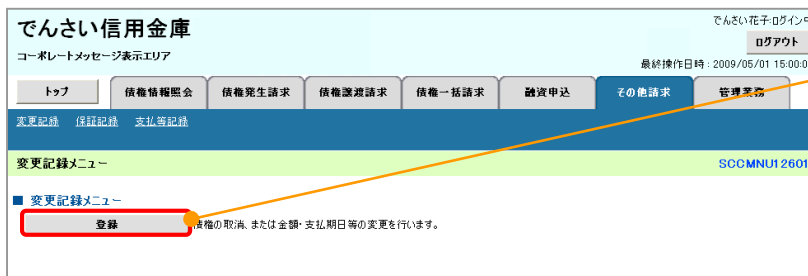 でんさい信用金庫
でんさい花子:ログイン中
ログアウト
コーポレートメッセージ表示エリア
最終操作日時：2009/05/01 15:00:0
トップ 債権情報照会 債権発生請求 債権譲渡請求 債権一括請求 融資申込 その他請求 管理業務
変更記録 保証記録 支払等記録
変更記録メニュー SCCMNU12601
■ 変更記録メニュー
登録 債権の取消、または金額・支払期日等の変更を行います。